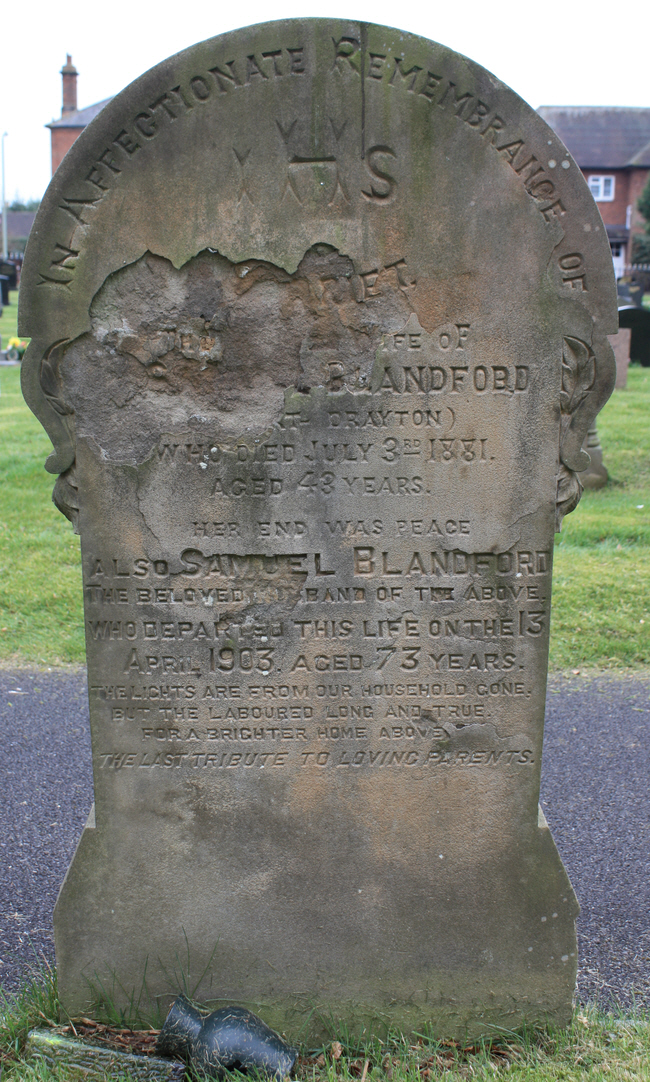 IN AFFECTIONATE REMEMBRANCE OF
IHS
THE WIFE OF
BLANDFORD
DRAYTON)
WHO DIED JULY 3RD 1881.
AGED 43 YEARS.
HER END WAS PEACE
ALSO SAMUEL BLANDFORD
THE BELOVED HUSBAND OF THE ABOVE.
WHO DEPARTED THIS LIFE ON THE 13
APRIL 1903. AGED 73 YEARS.
THE LIGHTS ARE FROM OUR HOUSEHOLD GONE,
BUT THE LABOURED LONG AND TRUE.
FOR A BRIGHTER HOME ABOVE
THE LAST TRIBUTE TO LOVING PARENTS.